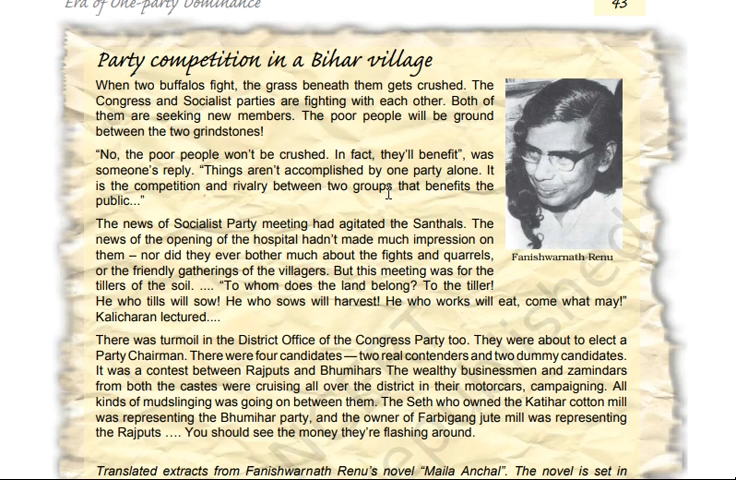 Era of One-party Dominance
43
Party competition in a Bihar village
When two buffalos fight, the grass beneath them gets crushed. The
Congress and Socialist parties are fighting with each other. Both of
them are seeking new members. The poor people will be ground
between the two grindstones!
“No, the poor people won’t be crushed. In fact, they’ll benefit”, was
someone’s reply. “Things aren’t accomplished by one party alone. It
is the competition and rivalry between two groups that benefits the
public...”
The news of Socialist Party meeting had agitated the Santhals. The
news of the opening of the hospital hadn’t made much impression on
them – nor did they ever bother much about the fights and quarrels,
or the friendly gatherings of the villagers. But this meeting was for the
tillers of the soil. .... “To whom does the land belong? To the tiller!
He who tills will sow! He who sows will harvest! He who works will eat, come what may!”
Kalicharan lectured....
Fanishwarnath Renu
There was turmoil in the District Office of the Congress Party too. They were about to elect a
Party Chairman. There were four candidates — two real contenders and two dummy candidates.
It was a contest between Rajputs and Bhumihars The wealthy businessmen and zamindars
from both the castes were cruising all over the district in their motorcars, campaigning. All
kinds of mudslinging was going on between them. The Seth who owned the Katihar cotton mill
was representing the Bhumihar party, and the owner of Farbigang jute mill was representing
the Rajputs …. You should see the money they’re flashing around.
Translated extracts from Fanishwarnath Renu’s novel “Maila Anchal”. The novel is set in